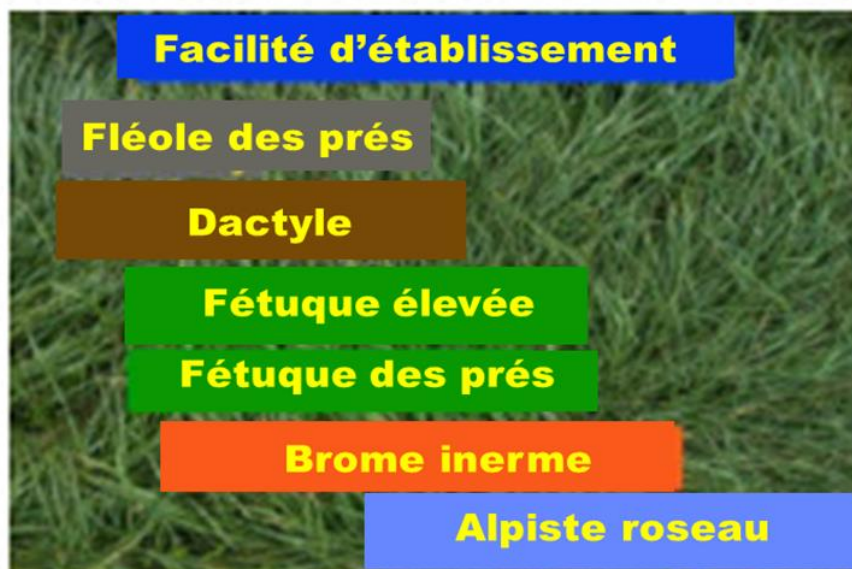 Facilité d’établissement
Fléole des prés
Dactyle
Fétuque élevée
Fétuque des prés
Brome inerme
Alpiste roseau